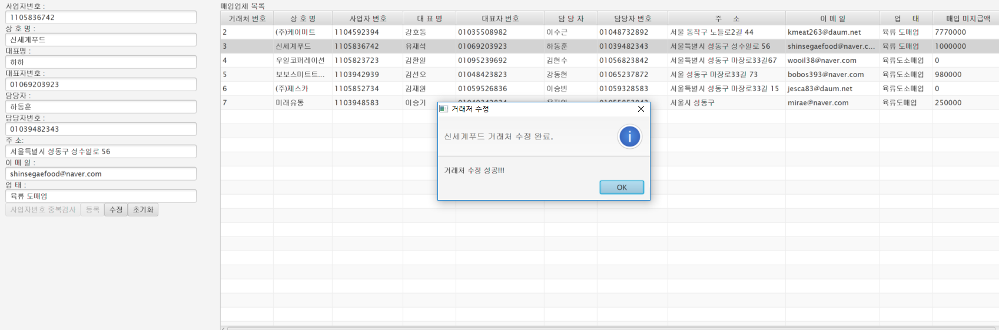 사업자번호 :
1105836742
상 호 명 :
신세계푸드
대표명 :
하하
대표자번호 :
01069203923
담당자 :
하동훈
담당자번호 :
01039482343
주 소:
서울특별시 성동구 성수일로 56
이 메 일 :
shinsegaefood@naver.com
업 태 :
육류 도매업
사업자번호 중복검사 등록 수정 초기화
매입업체 목록
거래처 번호 상 호 명 사업자 번호 대 표 명 대표자 번호 담 당 자 담당자 번호 주 소 이 메 일 업 태 매입 미지급액
2 (주)케이미트 1104592394 강호동 01035508982 이수근 01048732892 서울 동작구 노들로2길 44 kmeat263@daum.net 육류 도매업 7770000
3 신세계푸드 1105836742 유재석 01069203923 하동훈 01039482343 서울특별시 성동구 성수일로 56 shinsegaefood@naver.c... 육류 도매업 1000000
4 우일코퍼레이션 1105823723 김환일 01095239692 김현수 01056823842 서울특별시 성동구 마장로33길67 wooil38@naver.com 육류도소매업 0
5 보보스미트트... 1103942939 김선오 01048423823 강동현 01065237872 서울 성동구 마장로33길 73 bobos393@naver.com 육류도소매업 980000
6 (주)제스카 1105852734 김재원 01059526836 이승빈 01059328583 서울특별시 성동구 마장로33길 15 jesca83@daum.net 육류도소매업 0
7 미래유통 1103948583 이승기 서울시 성동구 mirae@naver.com 육류도매업 250000
거래처 수정
신세계푸드 거래처 수정 완료.
거래처 수정 성공!!!
OK